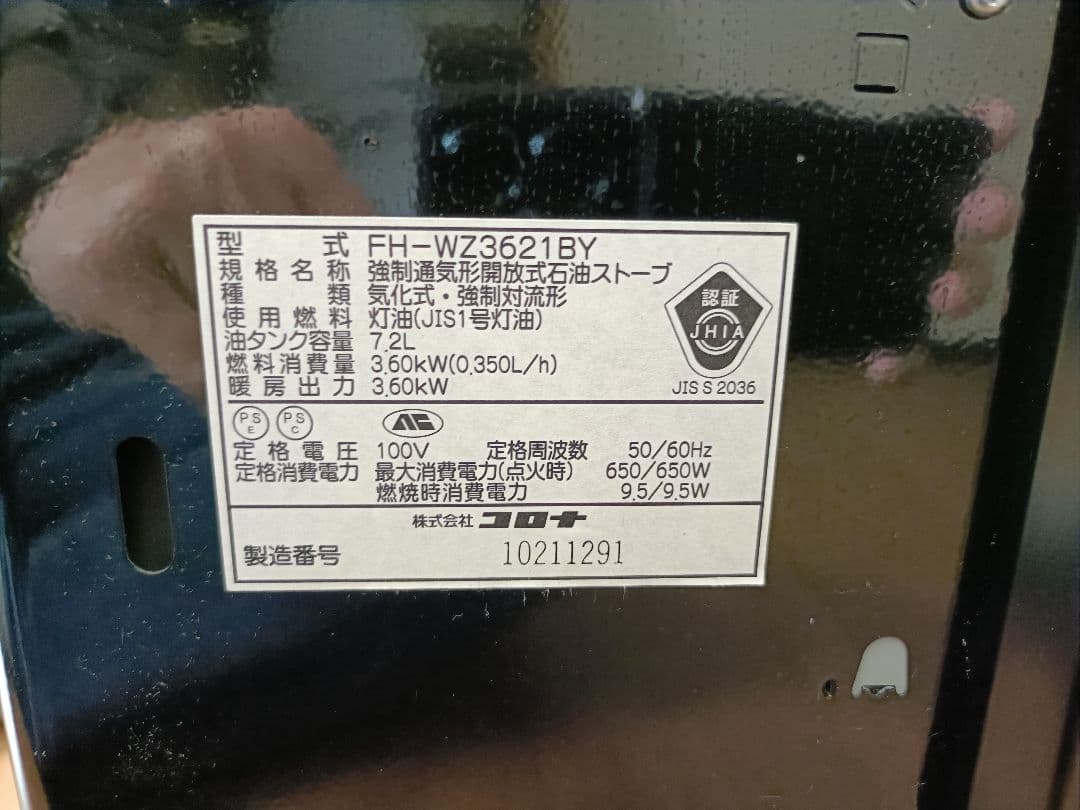 型式 FH-WZ3621BY
規格名称 強制通気形開放式石油ストーブ
種類 気化式・強制対流形
使用燃料 灯油(JIS1号灯油)
油タンク容量 7.2L
燃料消費量 3.60kW(0.350L/h)
暖房出力 3.60kW
認証
JHIA
JIS S 2036
PS E PS C
定格電圧 100V 定格周波数 50/60Hz
定格消費電力 最大消費電力(点火時) 650/650W
燃焼時消費電力 9.5/9.5W
株式会社 コロナ
製造番号 10211291